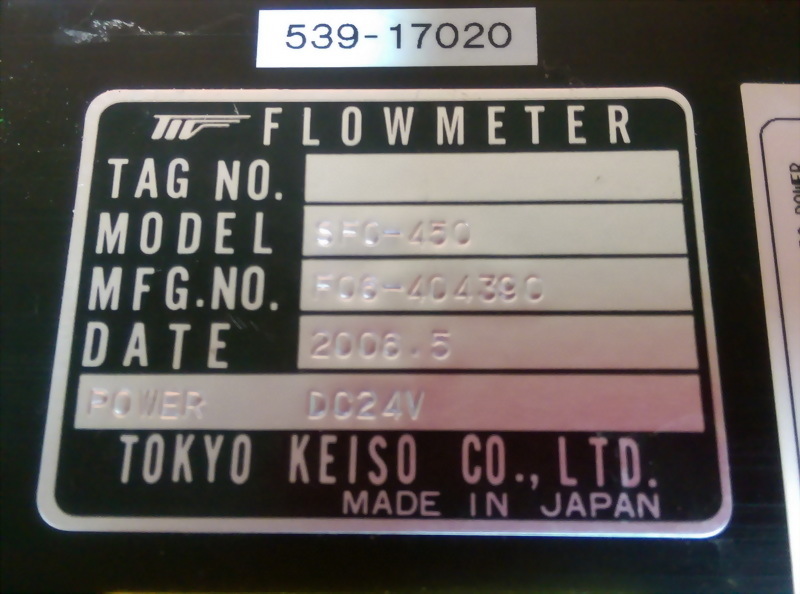 539-17020
FLOWMETER
TAG NO.
MODEL SFC-450
MFG.NO. F08-404390
DATE 2008.5
POWER DC24V
TOKYO KEISO CO., LTD.
MADE IN JAPAN
POWER